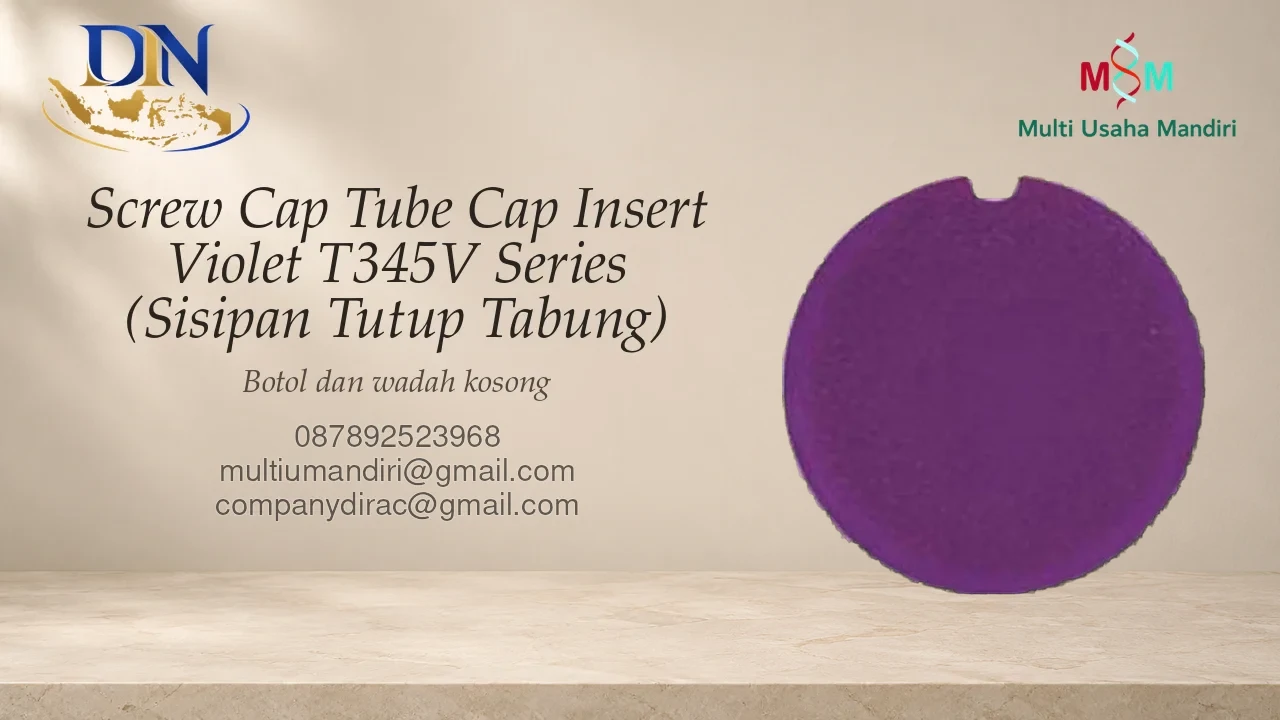 DN
M M
Multi Usaha Mandiri
Screw Cap Tube Cap Insert
Violet T345V Series
(Sisipan Tutup Tabung)
Botol dan wadah kosong
087892523968
multiumandiri@gmail.com
companydirac@gmail.com